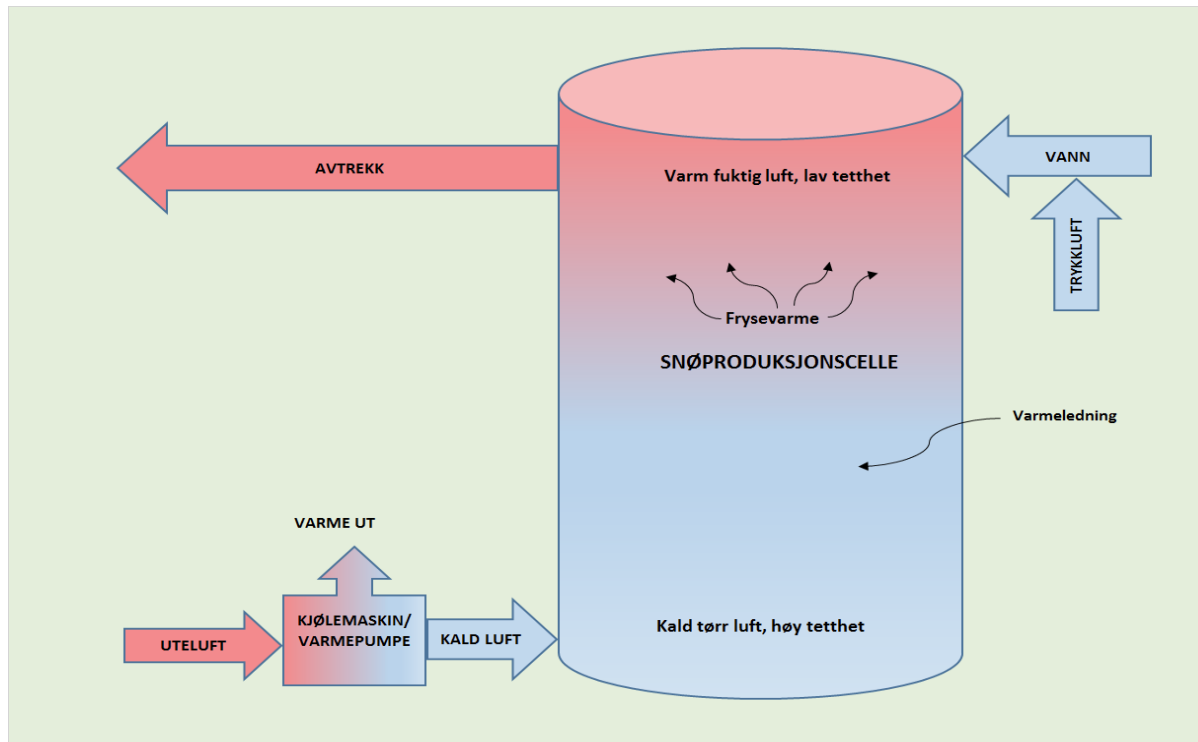 AVTREKK
Varm fuktig luft, lav tetthet
VANN
TRYKKLUFT
Frysevarme
SNØPRODUKSJONSCELLE
Varmeledning
VARME UT
UTELUFT
KJØLEMASKIN/
VARMEPUMPE
KALD LUFT
Kald tørr luft, høy tetthet